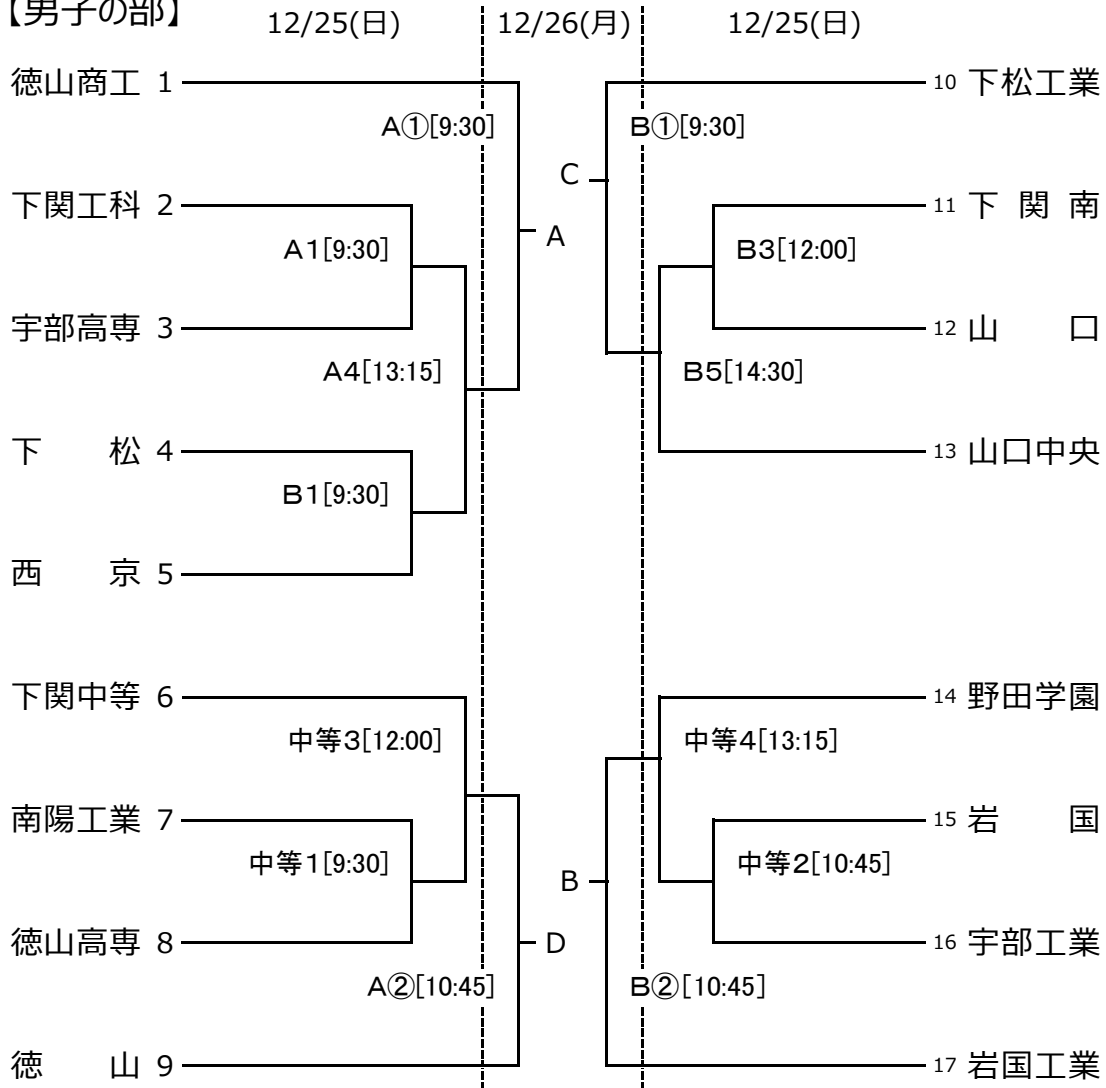 【男子の部】
12/25(日) 12/26(月) 12/25(日)
徳山商工 1
10 下松工業
A①[9:30]
B①[9:30]
C
下関工科 2
11 下関南
A
A1[9:30]
B3[12:00]
宇部高専 3
12 山口
A4[13:15]
B5[14:30]
下松 4
13 山口中央
B1[9:30]
西京 5
下関中等 6
14 野田学園
中等3[12:00]
中等4[13:15]
南陽工業 7
15 岩国
中等1[9:30]
中等2[10:45]
B
徳山高専 8
D
16 宇部工業
A②[10:45]
B②[10:45]
徳山 9
17 岩国工業